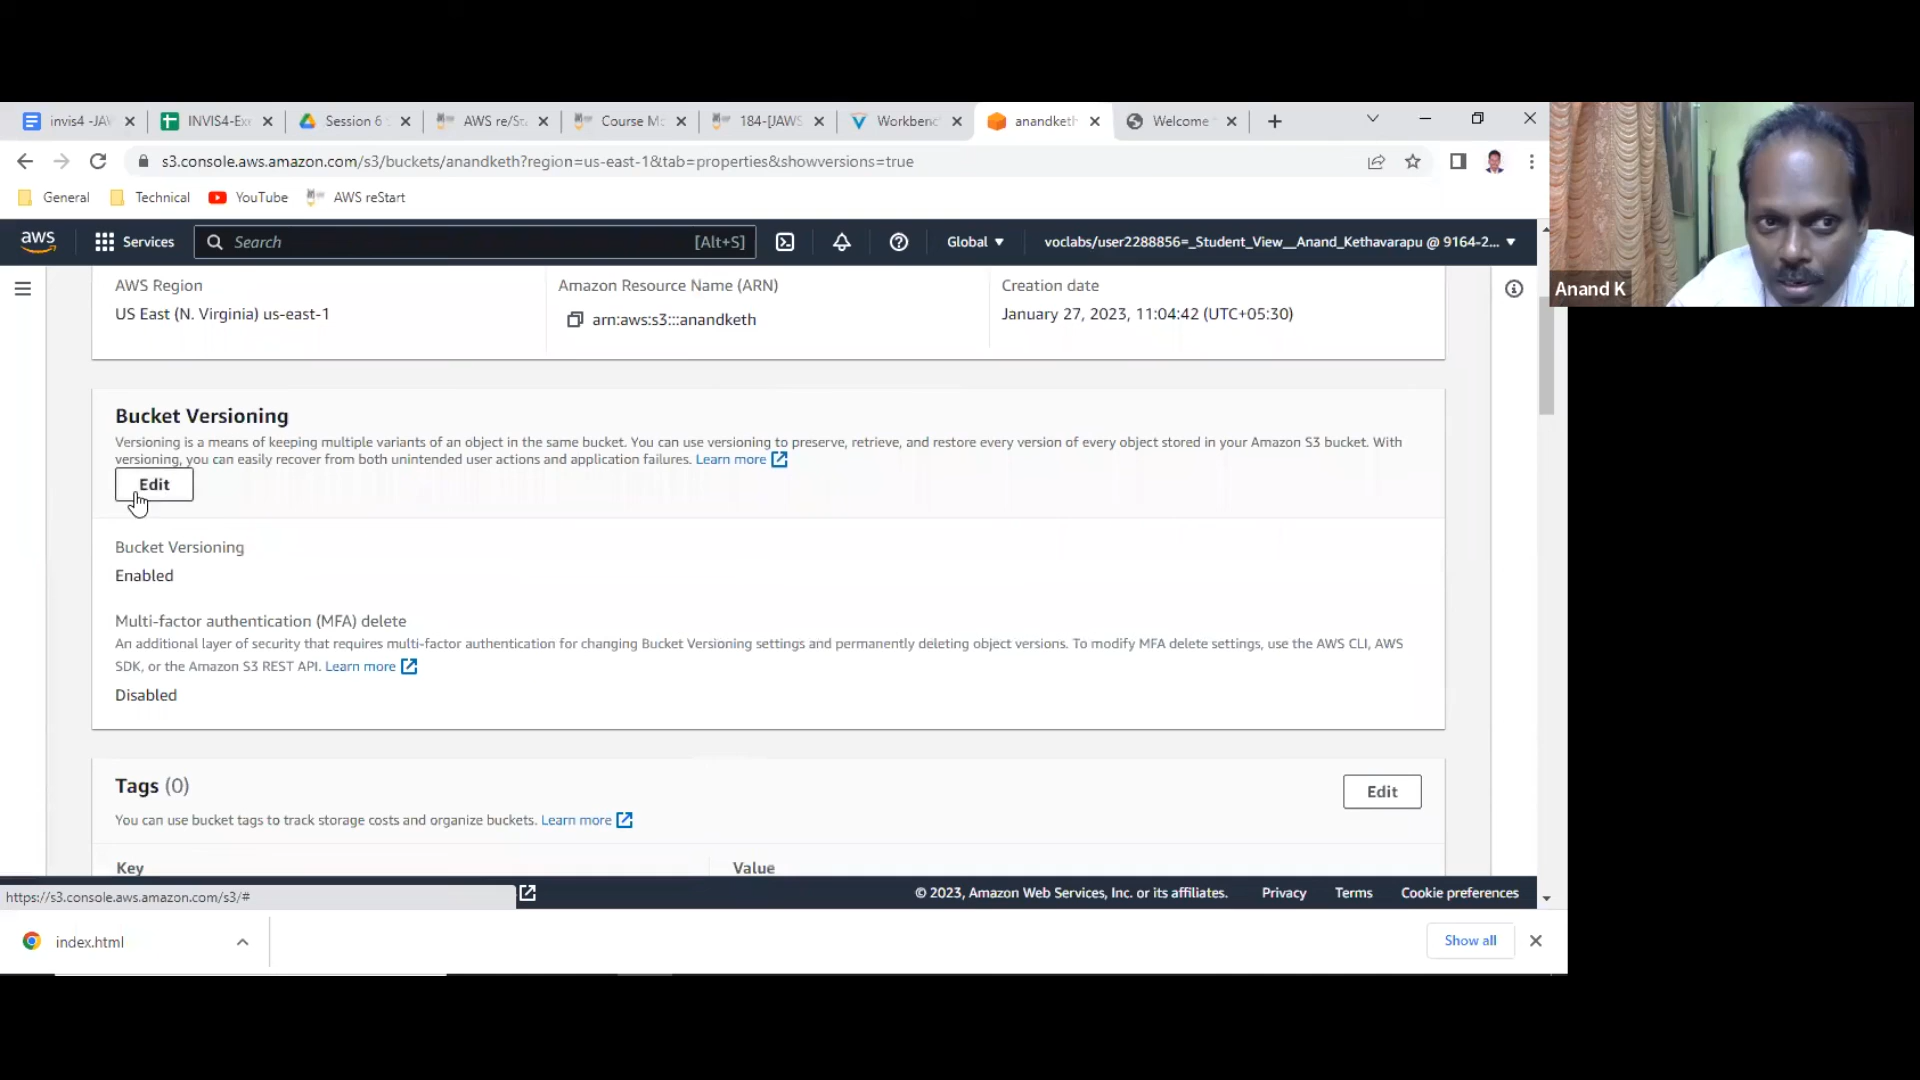 invis4 -JAV
INVIS4-Exe
Session 6
AWS re/St
Course Mo
184-[JAWS
Workbenc
anandketh
Welcome
s3.console.aws.amazon.com/s3/buckets/anandketh?region=us-east-1&tab=properties&showversions=true
General
Technical
YouTube
AWS reStart
aws
Services
Search
[Alt+S]
Global
voclabs/user2288856=_Student_View__Anand_Kethavarapu @ 9164-2...
Anand K
AWS Region
US East (N. Virginia) us-east-1
Amazon Resource Name (ARN)
arn:aws:s3:::anandketh
Creation date
January 27, 2023, 11:04:42 (UTC+05:30)
Bucket Versioning
Versioning is a means of keeping multiple variants of an object in the same bucket. You can use versioning to preserve, retrieve, and restore every version of every object stored in your Amazon S3 bucket. With
versioning, you can easily recover from both unintended user actions and application failures. Learn more
Edit
Bucket Versioning
Enabled
Multi-factor authentication (MFA) delete
An additional layer of security that requires multi-factor authentication for changing Bucket Versioning settings and permanently deleting object versions. To modify MFA delete settings, use the AWS CLI, AWS
SDK, or the Amazon S3 REST API. Learn more
Disabled
Tags (0)
Edit
You can use bucket tags to track storage costs and organize buckets. Learn more
Key
Value
https://s3.console.aws.amazon.com/s3/#
© 2023, Amazon Web Services, Inc. or its affiliates.
Privacy
Terms
Cookie preferences
index.html
Show all